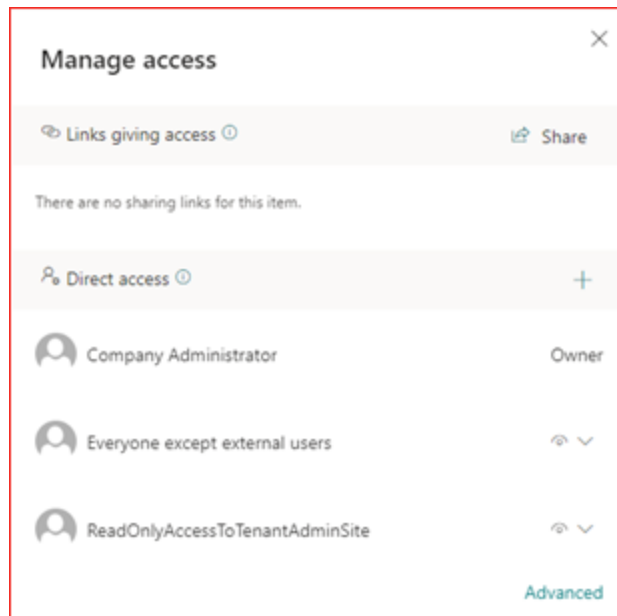 Manage access
Links giving access
Share
There are no sharing links for this item.
Direct access
Company Administrator
Owner
Everyone except external users
ReadOnlyAccessToTenantAdminSite
Advanced